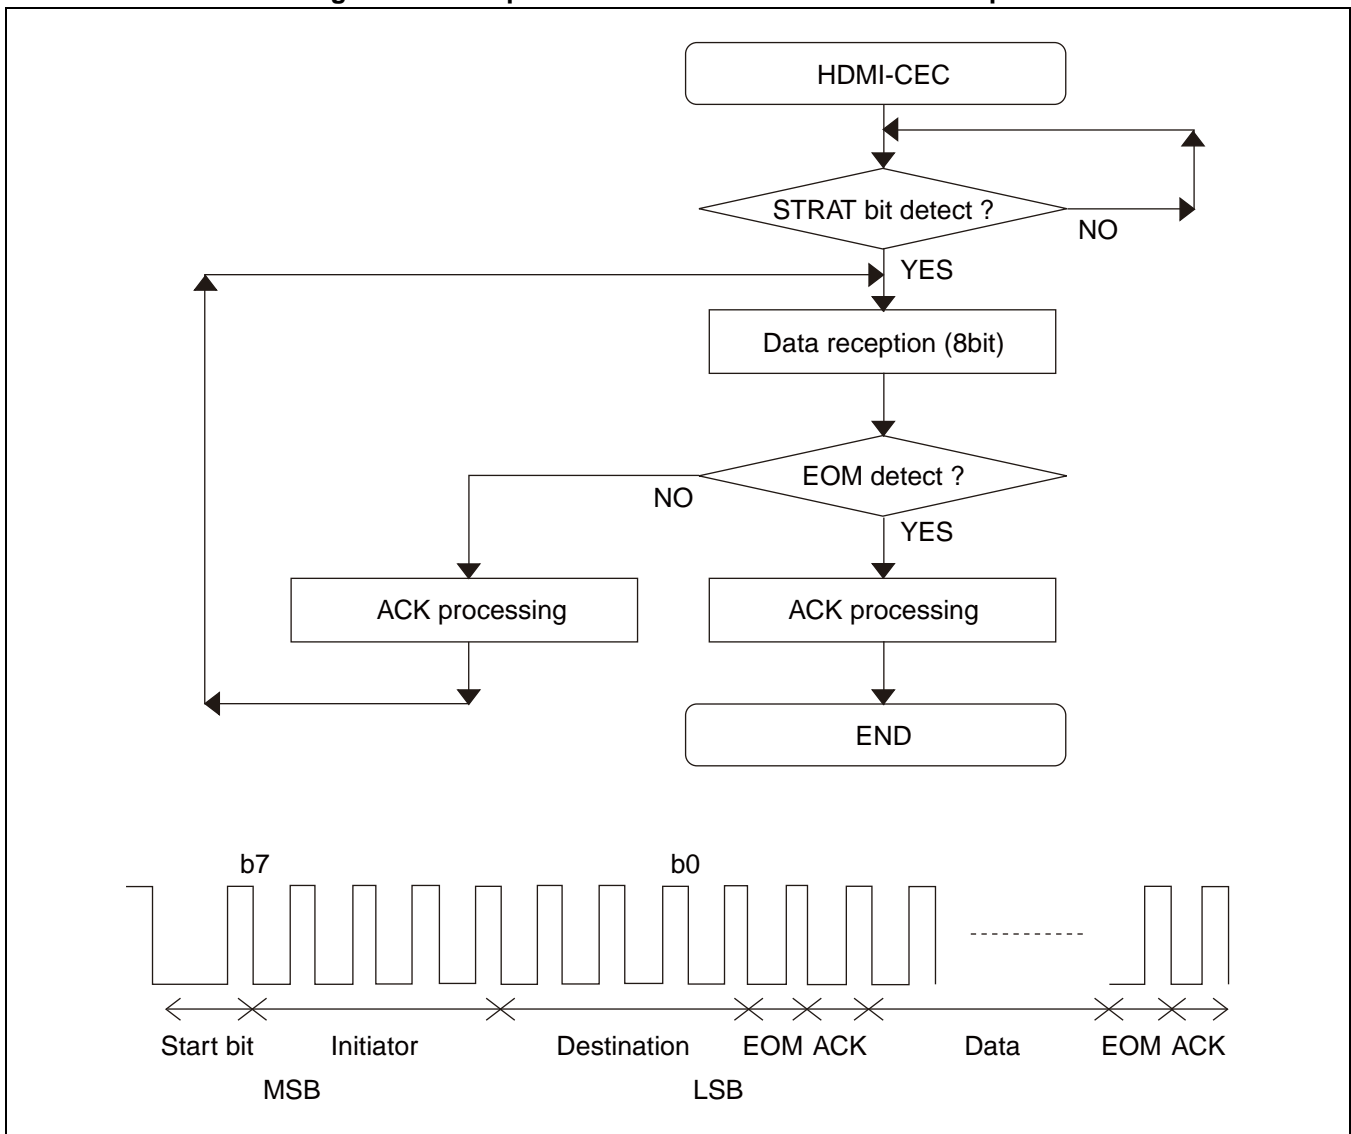 HDMI-CEC
STRAT bit detect ?
NO
YES
Data reception (8bit)
EOM detect ?
NO
YES
ACK processing ACK processing
END
b7 b0
Start bit Initiator Destination EOM ACK Data EOM ACK
MSB LSB